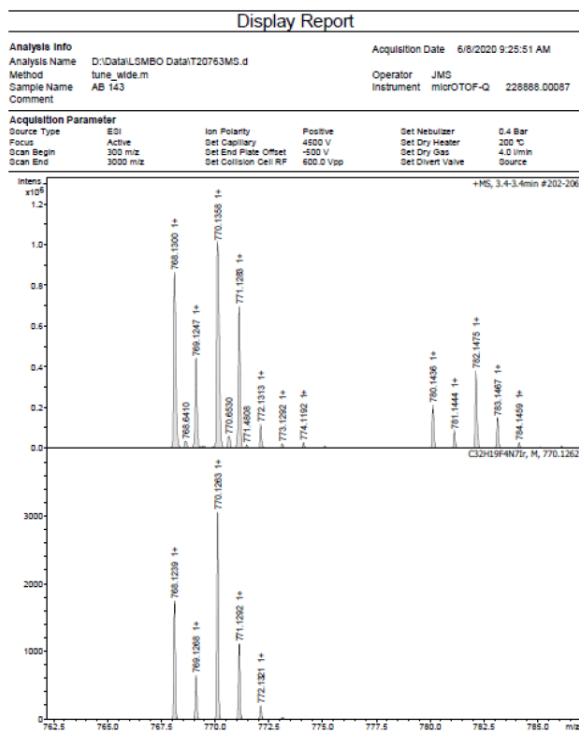 Display Report
Analysis Info
Acquisition Date 6/8/2020 9:25:51 AM
Analysis Name D:\Data\LSMBO Data\T20763MS.d
Method tune_wide.m Operator JMS
Sample Name AB 143 Instrument micrOTOF-Q 228888.00087
Comment
Acquisition Parameter
Source Type ESI Ion Polarity Positive Set Nebulizer 0.4 Bar
Focus Active Set Capillary 4500 V Set Dry Heater 200 °C
Scan Begin 300 m/z Set End Plate Offset -500 V Set Dry Gas 4.0 l/min
Scan End 3000 m/z Set Collision Cell RF 600.0 Vpp Set Divert Valve Source
Intens.
x10⁶
+MS, 3.4-3.4min #202-206
1.2
1.0
0.8
0.6
0.4
0.2
0.0
768.1300 1+
768.6410
769.1247 1+
770.1358 1+
770.6530
771.1283 1+
771.4808
772.1313 1+
773.1292 1+
774.1192 1+
780.1436 1+
781.1444 1+
782.1475 1+
783.1467 1+
784.1459 1+
C32H19F4N7Ir, M, 770.1262
3000
2000
1000
0
768.1239 1+
769.1268 1+
770.1263 1+
771.1292 1+
772.1321 1+
762.5 765.0 767.5 770.0 772.5 775.0 777.5 780.0 782.5 785.0 m/z